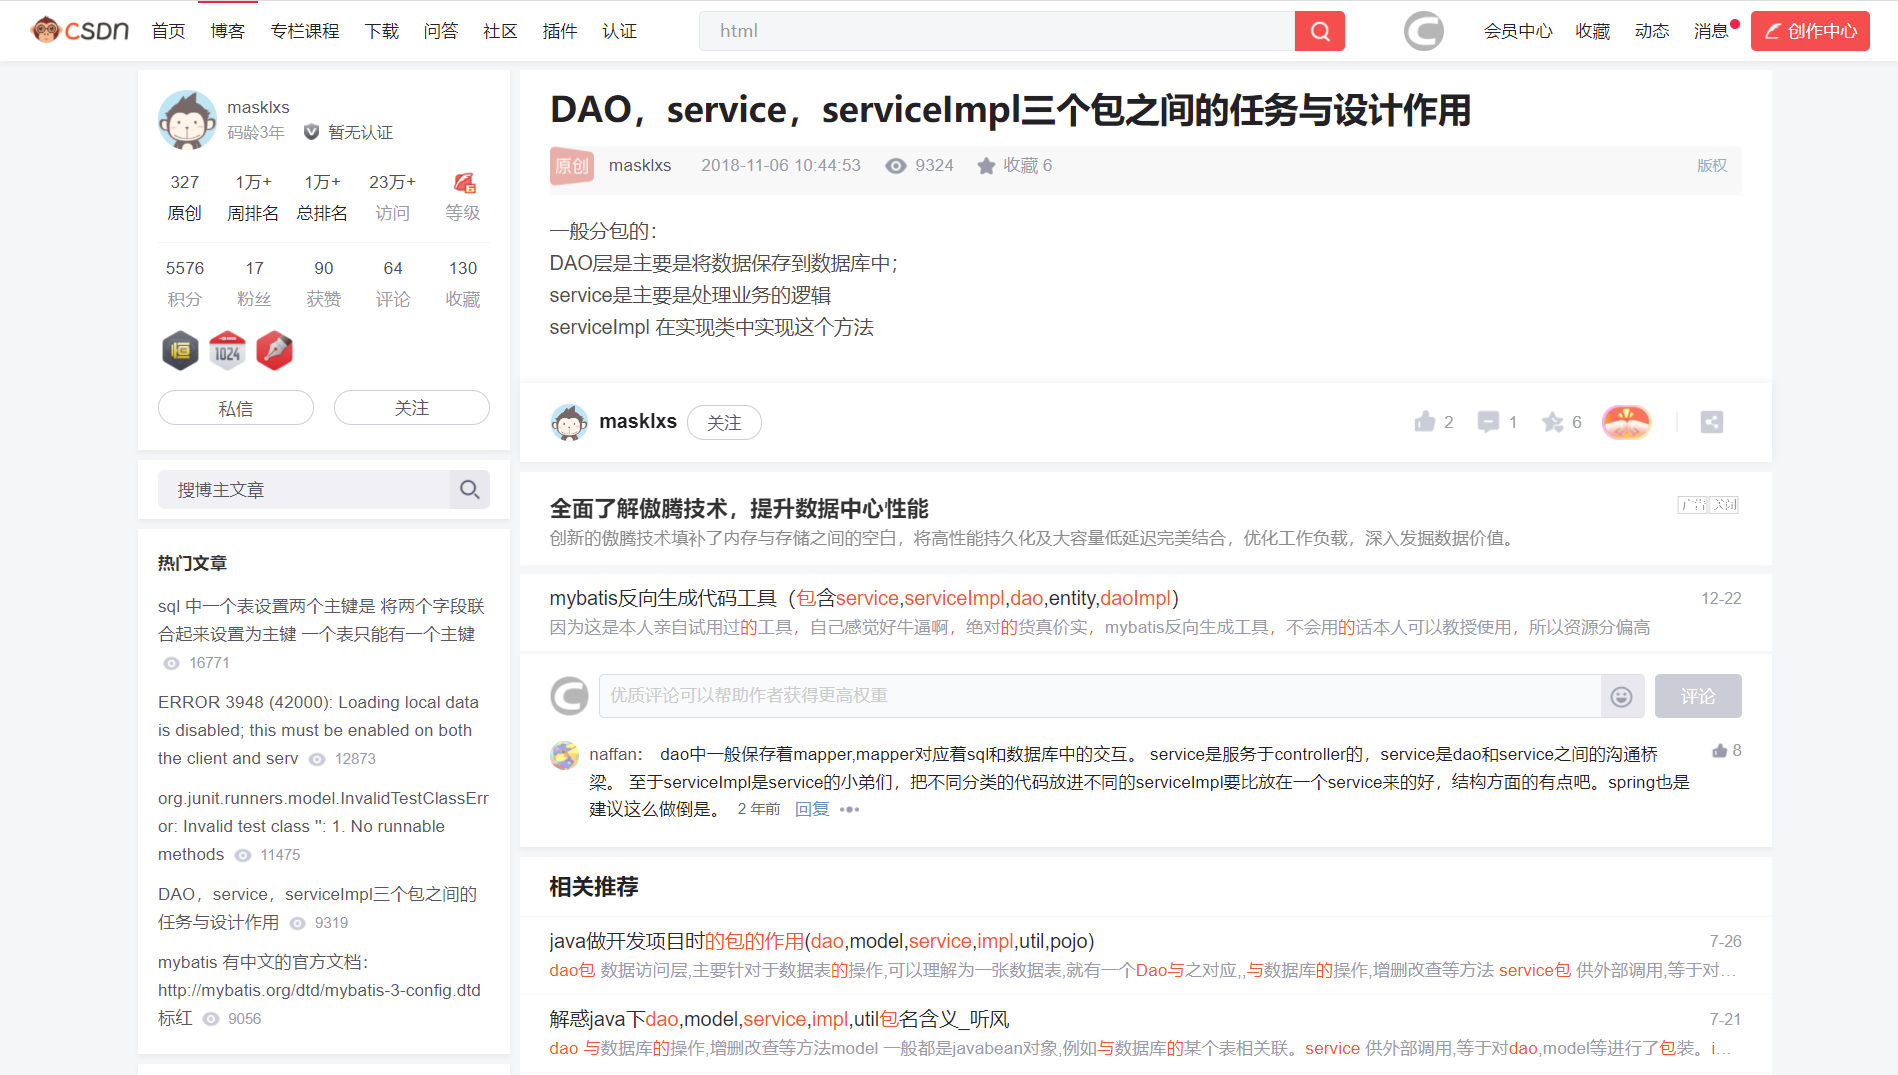 CSDN 首页 博客 专栏课程 下载 问答 社区 插件 认证 html 会员中心 收藏 动态 消息 创作中心
masklxs
码龄3年 暂无认证
327 1万+ 1万+ 23万+
原创 周排名 总排名 访问 等级
5576 17 90 64 130
积分 粉丝 获赞 评论 收藏
恒 1024
私信 关注
搜博主文章
热门文章
sql 中一个表设置两个主键是 将两个字段联
合起来设置为主键 一个表只能有一个主键
16771
ERROR 3948 (42000): Loading local data
is disabled; this must be enabled on both
the client and serv 12873
org.junit.runners.model.InvalidTestClassErr
or: Invalid test class '': 1. No runnable
methods 11475
DAO，service，serviceImpl三个包之间的
任务与设计作用 9319
mybatis 有中文的官方文档：
http://mybatis.org/dtd/mybatis-3-config.dtd
标红 9056
DAO，service，serviceImpl三个包之间的任务与设计作用
原创 masklxs 2018-11-06 10:44:53 9324 收藏 6 版权
一般分包的：
DAO层是主要是将数据保存到数据库中；
service是主要是处理业务的逻辑
serviceImpl 在实现类中实现这个方法
masklxs 关注 2 1 6
全面了解傲腾技术，提升数据中心性能 广告 关闭
创新的傲腾技术填补了内存与存储之间的空白，将高性能持久化及大容量低延迟完美结合，优化工作负载，深入发掘数据价值。
mybatis反向生成代码工具（包含service,serviceImpl,dao,entity,daoImpl） 12-22
因为这是本人亲自试用过的工具，自己感觉好牛逼啊，绝对的货真价实，mybatis反向生成工具，不会用的话本人可以教授使用，所以资源分偏高
优质评论可以帮助作者获得更高权重 评论
naffan： dao中一般保存着mapper,mapper对应着sql和数据库中的交互。 service是服务于controller的，service是dao和service之间的沟通桥 8
梁。 至于serviceImpl是service的小弟们，把不同分类的代码放进不同的serviceImpl要比放在一个service来的好，结构方面的有点吧。spring也是
建议这么做倒是。 2 年前 回复
相关推荐
java做开发项目时的包的作用(dao,model,service,impl,util,pojo) 7-26
dao包 数据访问层,主要针对于数据表的操作,可以理解为一张数据表,就有一个Dao与之对应,,与数据库的操作,增删改查等方法 service包 供外部调用,等于对...
解惑java下dao,model,service,impl,util包名含义_听风 7-21
dao 与数据库的操作,增删改查等方法model 一般都是javabean对象,例如与数据库的某个表相关联。service 供外部调用,等于对dao,model等进行了包装。i...